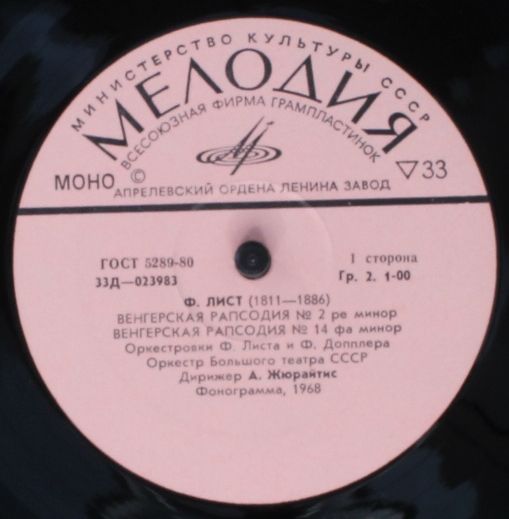 МИНИСТЕРСТВО КУЛЬТУРЫ СССР
МЕЛОДИЯ
ВСЕСОЮЗНАЯ ФИРМА ГРАМПЛАСТИНОК
МОНО © ▽33
АПРЕЛЕВСКИЙ ОРДЕНА ЛЕНИНА ЗАВОД
ГОСТ 5289-80 1 сторона
33Д—023983 Гр. 2. 1-00
Ф. ЛИСТ (1811—1886)
ВЕНГЕРСКАЯ РАПСОДИЯ № 2 ре минор
ВЕНГЕРСКАЯ РАПСОДИЯ № 14 фа минор
Оркестровки Ф. Листа и Ф. Допплера
Оркестр Большого театра СССР
Дирижер А. Жюрайтис
Фонограмма, 1968